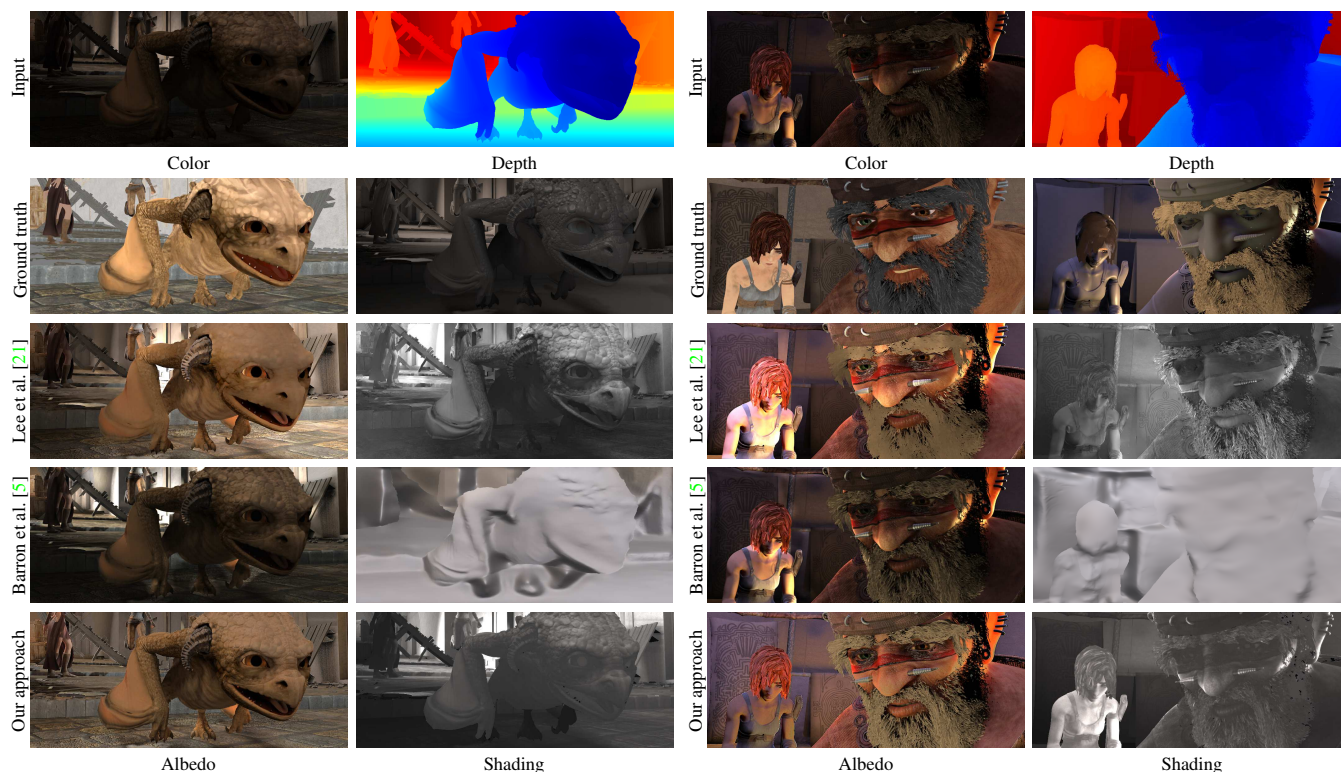 Input
Color
Depth
Input
Color
Depth
Ground truth
Ground truth
Lee et al. [21]
Lee et al. [21]
Barron et al. [5]
Barron et al. [5]
Our approach
Albedo
Shading
Our approach
Albedo
Shading